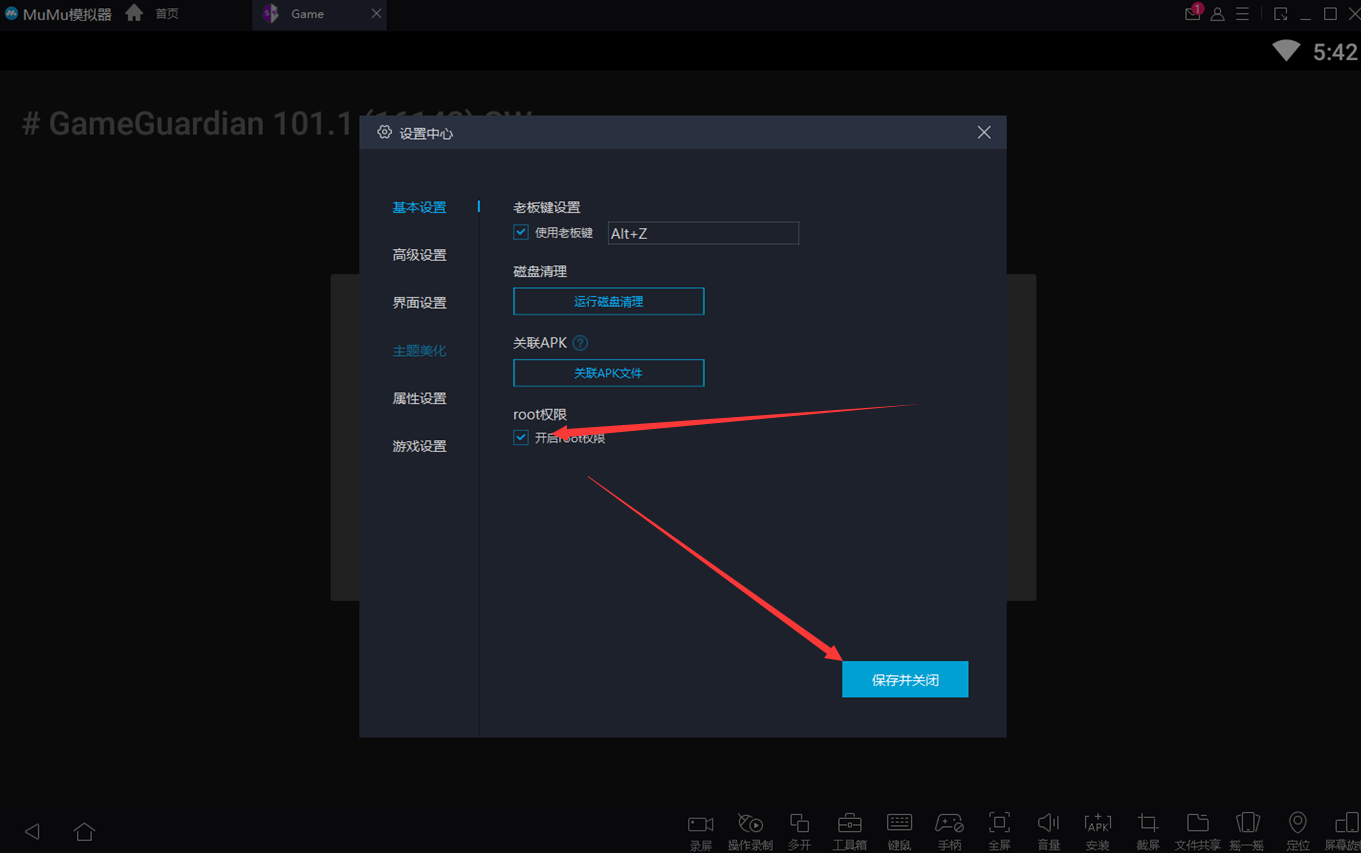 MuMu模拟器
首页
Game
1
5:42
# GameGuardian 101.1
设置中心
基本设置
高级设置
界面设置
主题美化
属性设置
游戏设置
老板键设置
使用老板键 Alt+Z
磁盘清理
运行磁盘清理
关联APK ?
关联APK文件
root权限
开启root权限
保存并关闭
APK
录屏 操作录制 多开 工具箱 键鼠 手柄 全屏 音量 安装 截屏 文件共享 摇一摇 定位 屏幕旋